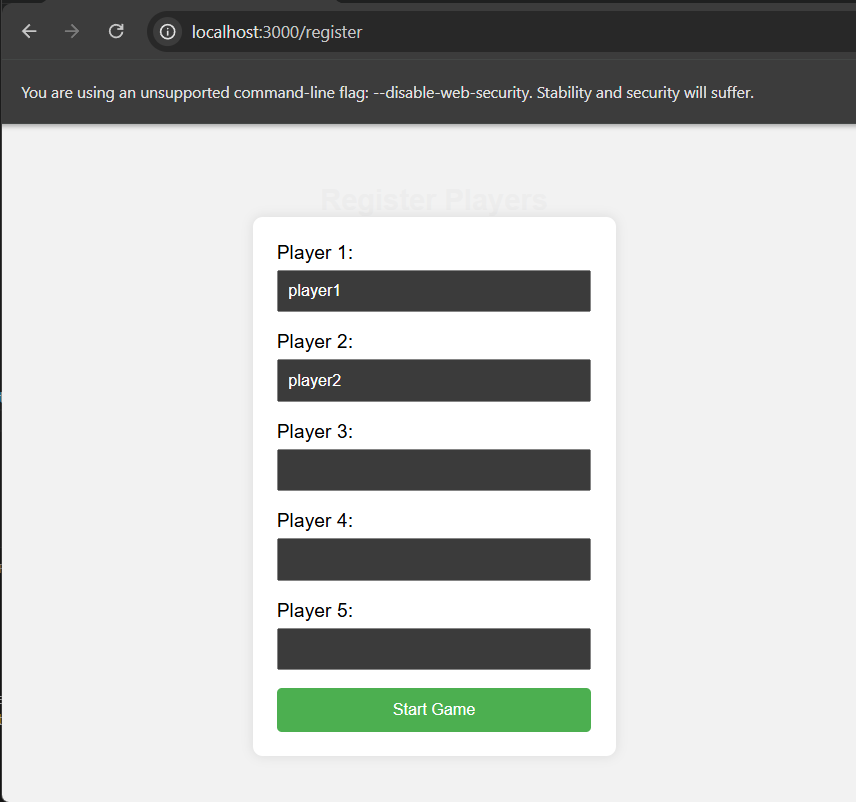 localhost:3000/register
You are using an unsupported command-line flag: --disable-web-security. Stability and security will suffer.
Register Players
Player 1:
player1
Player 2:
player2
Player 3:
Player 4:
Player 5:
Start Game